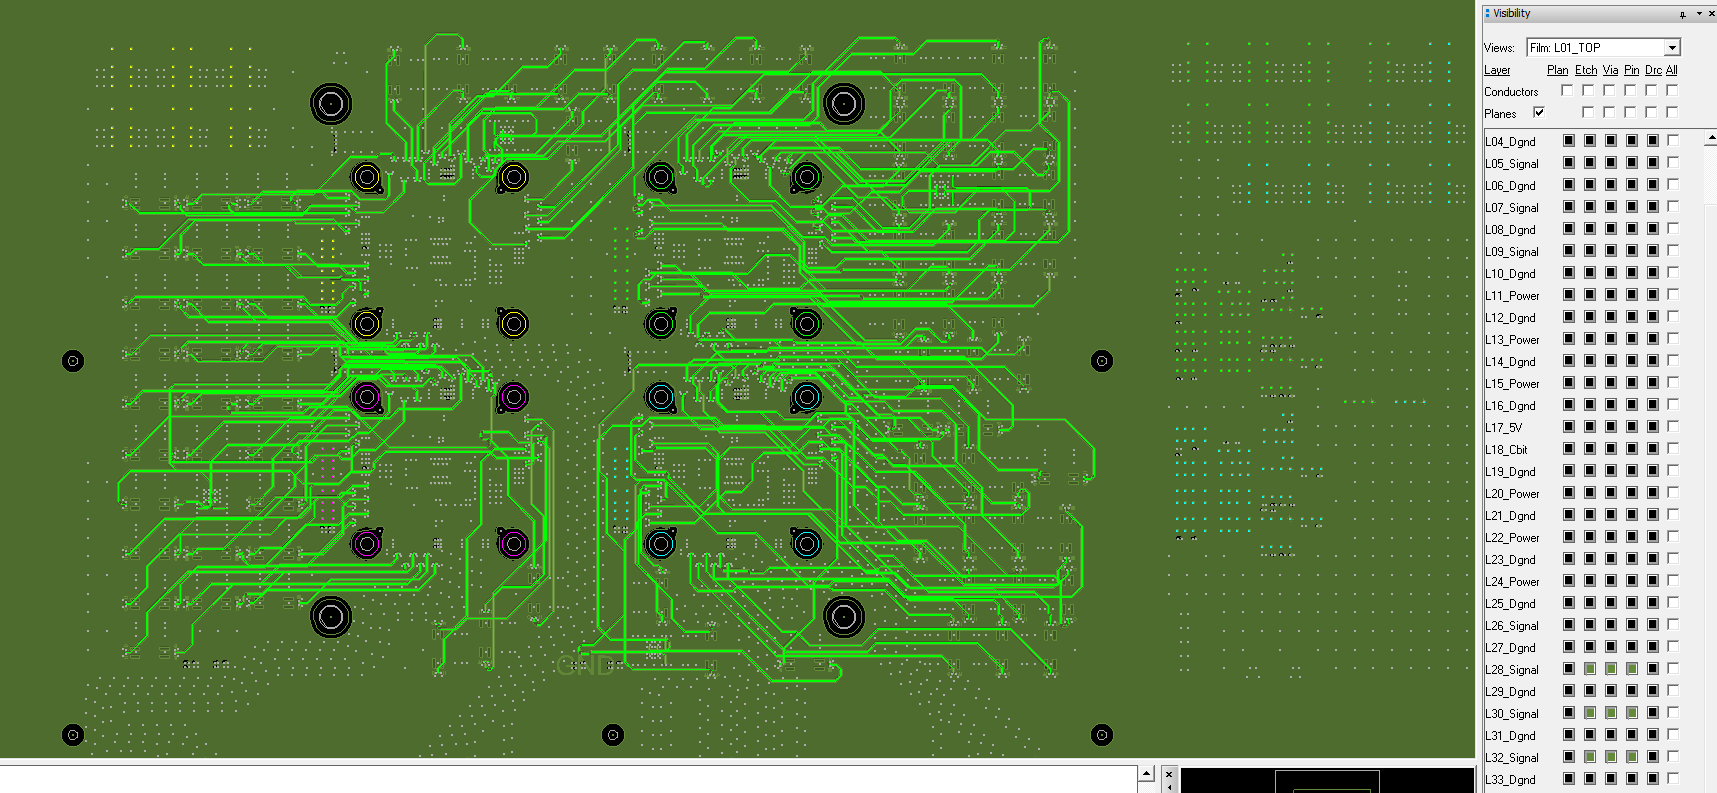 Visibility
Views: Film: L01_TOP
Layer Plan Etch Via Pin Drc All
Conductors
Planes
L04_Dgnd
L05_Signal
L06_Dgnd
L07_Signal
L08_Dgnd
L09_Signal
L10_Dgnd
L11_Power
L12_Dgnd
L13_Power
L14_Dgnd
L15_Power
L16_Dgnd
L17_5V
L18_Cbit
L19_Dgnd
L20_Power
L21_Dgnd
L22_Power
L23_Dgnd
L24_Power
L25_Dgnd
L26_Signal
L27_Dgnd
L28_Signal
L29_Dgnd
L30_Signal
L31_Dgnd
L32_Signal
L33_Dgnd
GND